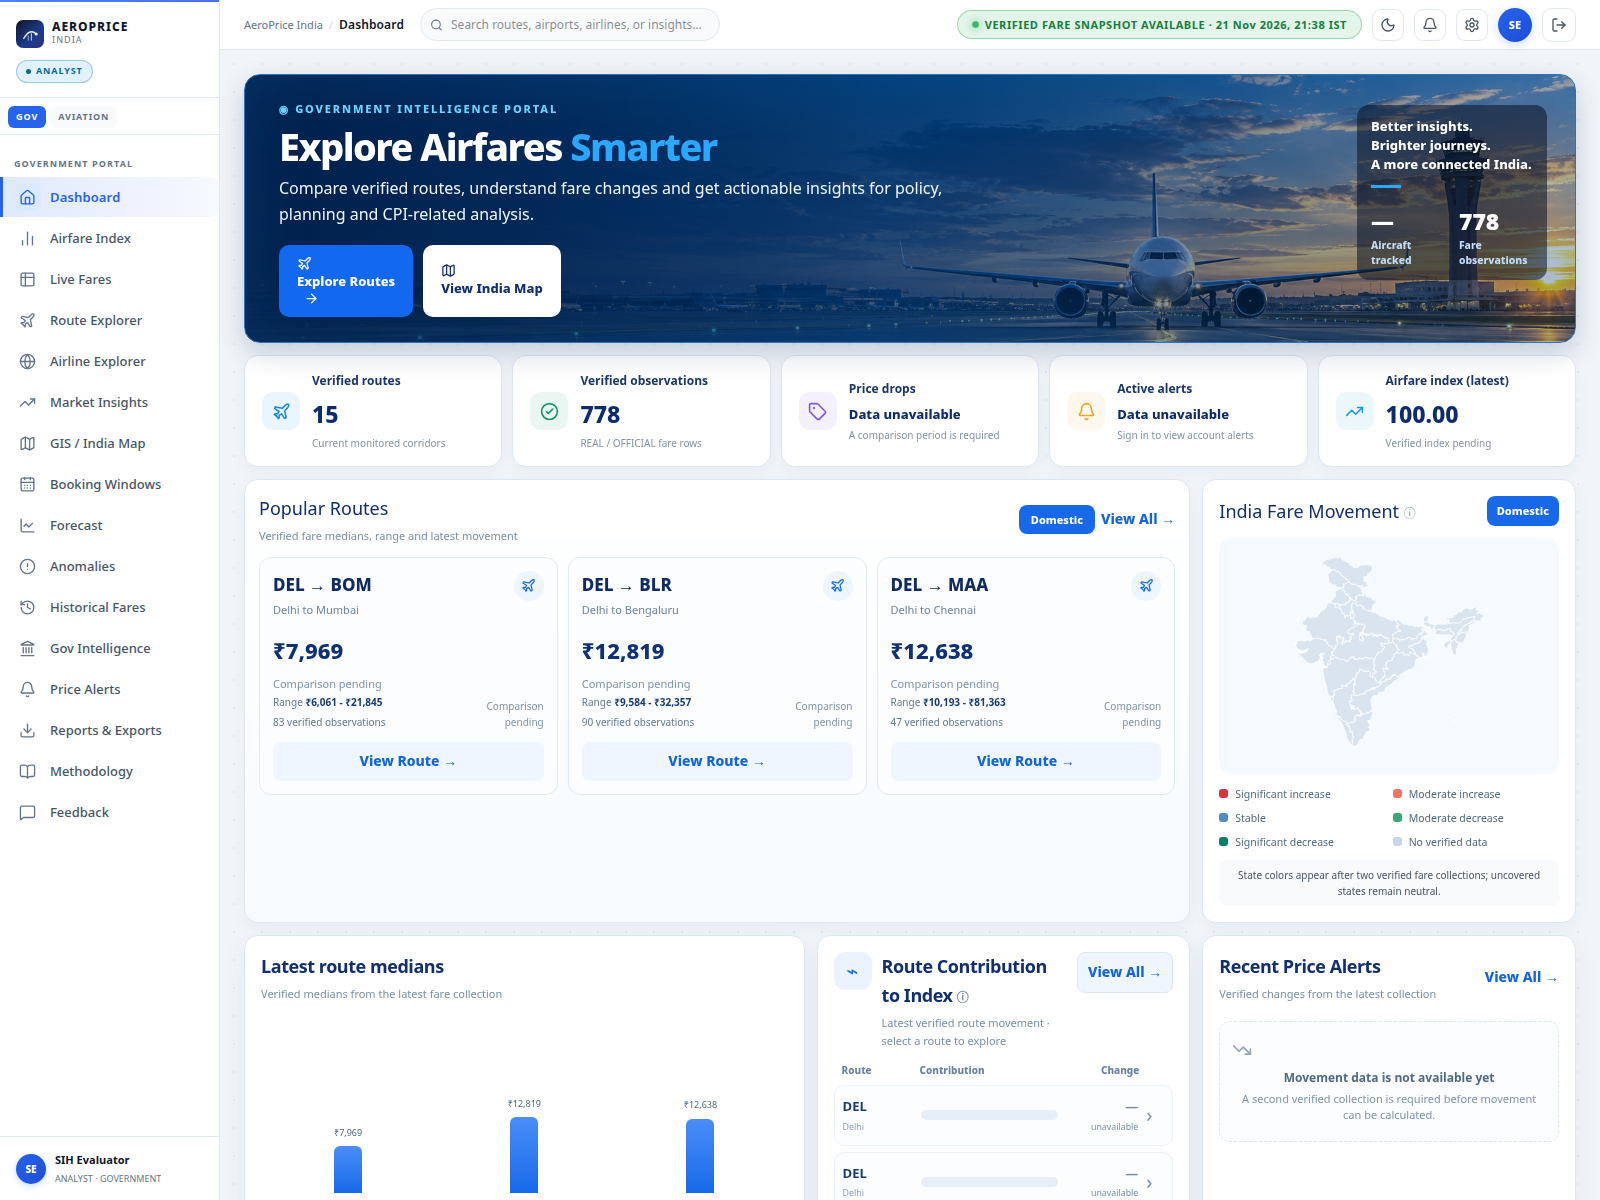 AEROPRICE
INDIA
ANALYST
GOV
AVIATION
GOVERNMENT PORTAL
Dashboard
Airfare Index
Live Fares
Route Explorer
Airline Explorer
Market Insights
GIS / India Map
Booking Windows
Forecast
Anomalies
Historical Fares
Gov Intelligence
Price Alerts
Reports & Exports
Methodology
Feedback
SE
SIH Evaluator
ANALYST · GOVERNMENT
AeroPrice India / Dashboard
Search routes, airports, airlines, or insights...
VERIFIED FARE SNAPSHOT AVAILABLE · 21 Nov 2026, 21:38 IST
SE
GOVERNMENT INTELLIGENCE PORTAL
Explore Airfares Smarter
Compare verified routes, understand fare changes and get actionable insights for policy,
planning and CPI-related analysis.
Explore Routes
→
View India Map
Better insights.
Brighter journeys.
A more connected India.
—
Aircraft
tracked
778
Fare
observations
Verified routes
15
Current monitored corridors
Verified observations
778
REAL / OFFICIAL fare rows
Price drops
Data unavailable
A comparison period is required
Active alerts
Data unavailable
Sign in to view account alerts
Airfare index (latest)
100.00
Verified index pending
Popular Routes
Verified fare medians, range and latest movement
Domestic
View All →
DEL → BOM
Delhi to Mumbai
₹7,969
Comparison pending
Range ₹6,061 - ₹21,845
83 verified observations
Comparison
pending
View Route →
DEL → BLR
Delhi to Bengaluru
₹12,819
Comparison pending
Range ₹9,584 - ₹32,357
90 verified observations
Comparison
pending
View Route →
DEL → MAA
Delhi to Chennai
₹12,638
Comparison pending
Range ₹10,193 - ₹81,363
47 verified observations
Comparison
pending
View Route →
India Fare Movement ⓘ
Domestic
Significant increase
Moderate increase
Stable
Moderate decrease
Significant decrease
No verified data
State colors appear after two verified fare collections; uncovered
states remain neutral.
Latest route medians
Verified medians from the latest fare collection
₹7,969
₹12,819
₹12,638
Route Contribution
to Index ⓘ
Latest verified route movement ·
select a route to explore
View All →
Route
Contribution
Change
DEL
Delhi
—
unavailable
›
DEL
Delhi
—
unavailable
›
Recent Price Alerts
Verified changes from the latest collection
View All →
Movement data is not available yet
A second verified collection is required before movement
can be calculated.